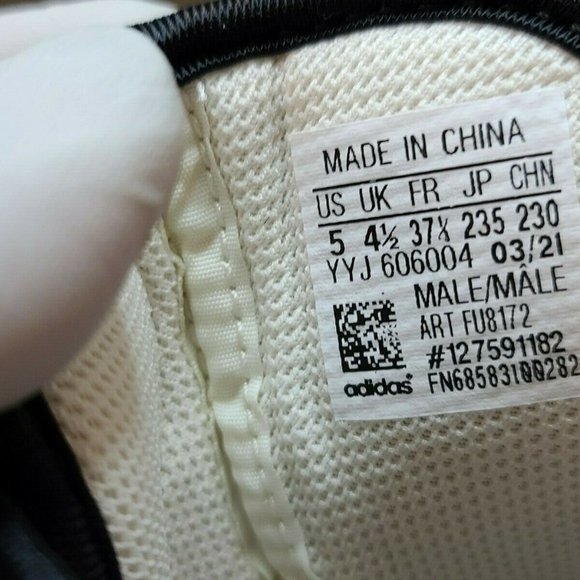 MADE IN CHINA
US UK FR JP CHN
5 4½ 37⅓ 235 230
YYJ 606004 03/21
MALE/MÂLE
ART FU8172
#127591182
adidas FN68583100282